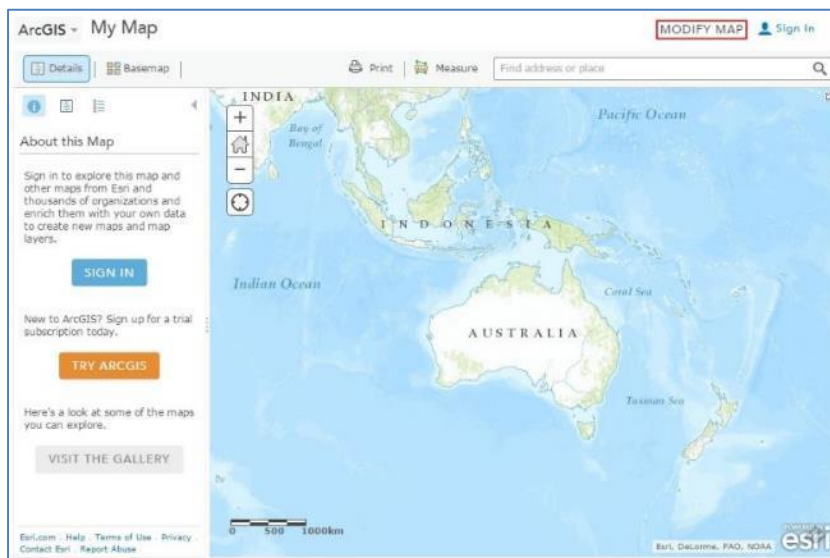 ArcGIS My Map
MODIFY MAP Sign In
Details Basemap Print Measure Find address or place
About this Map
Sign in to explore this map and
other maps from Esri and
thousands of organizations and
enrich them with your own data
to create new maps and map
layers.
SIGN IN
New to ArcGIS? Sign up for a trial
subscription today.
TRY ARCGIS
Here's a look at some of the maps
you can explore.
VISIT THE GALLERY
Esri.com . Help . Terms of Use . Privacy .
Contact Esri . Report Abuse
INDIA
Bay of
Bengal
Pacific Ocean
INDONESIA
Indian Ocean
Coral Sea
AUSTRALIA
Tasman Sea
0 500 1000km
Esri, DeLorme, FAO, NOAA
POWERED BY
esri